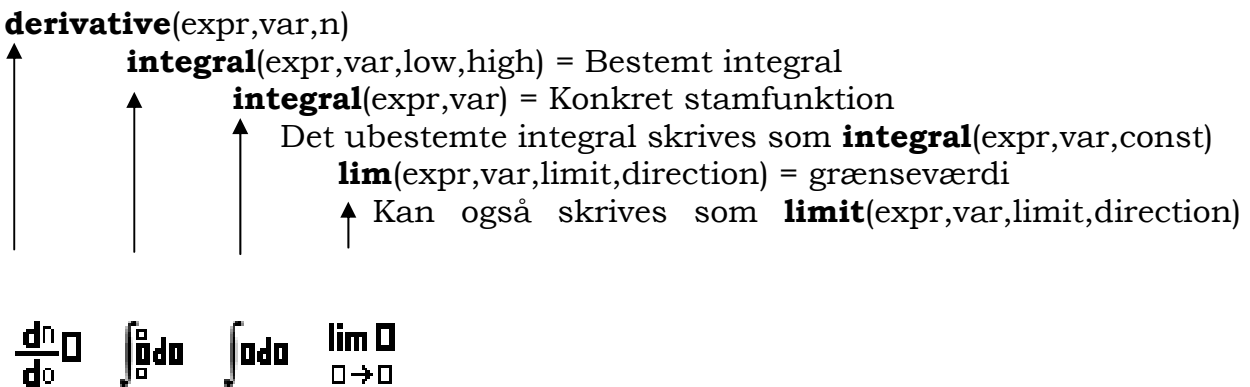 derivative(expr,var,n)
integral(expr,var,low,high) = Bestemt integral
integral(expr,var) = Konkret stamfunktion
Det ubestemte integral skrives som integral(expr,var,const)
lim(expr,var,limit,direction) = grænseværdi
Kan også skrives som limit(expr,var,limit,direction)
dn/d□ □ ∫□d□ ∫□d□ lim □
□→□